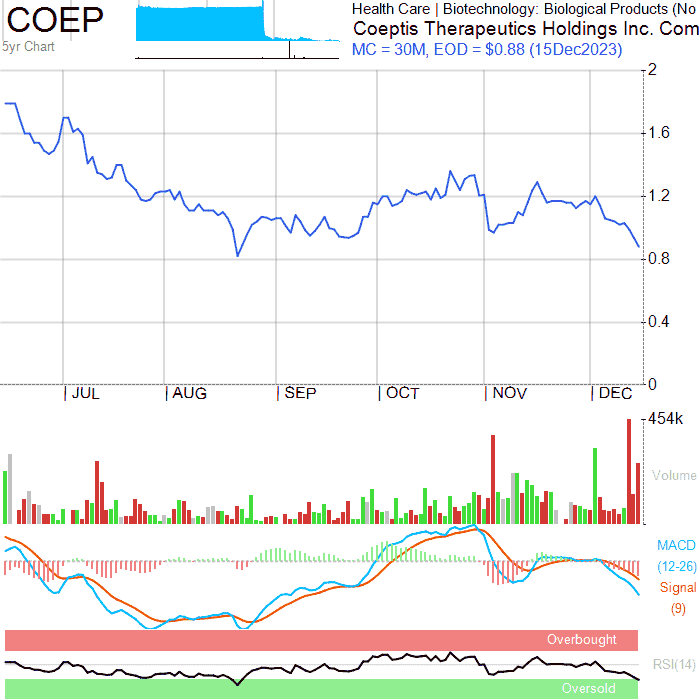 COEP
5yr Chart
Health Care | Biotechnology: Biological Products (No
Coeptis Therapeutics Holdings Inc. Com
MC = 30M, EOD = $0.88 (15Dec2023)
2
1.6
1.2
0.8
0.4
0
JUL AUG SEP OCT NOV DEC
454k
Volume
MACD
(12-26)
Signal
(9)
Overbought
RSI(14)
Oversold